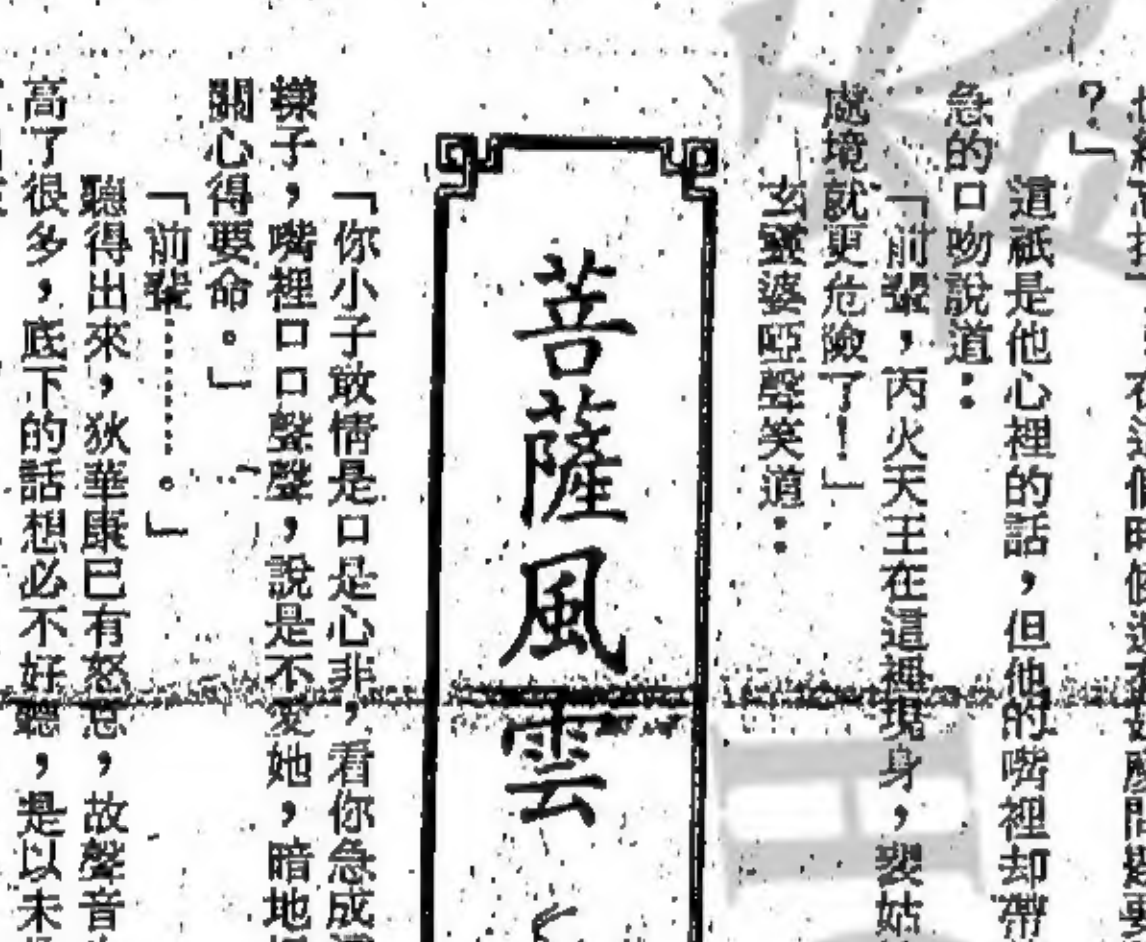 ？」
這祇是他心裡的話，但他的嘴裡却帶
急的口吻說道：
「前輩，丙火天王在這裡現身，裴姑
處境就更危險了！」
玄靈婆啞聲笑道：
菩薩風雲
「你小子敢情是口是心非，看你急成
樣子，嘴裡口口聲聲，說是不愛她，暗地
關心得要命。」
「前輩………。」
聽得出來，狄華康已有怒意，故聲音
高了很多，底下的話想必不好聽，是以未